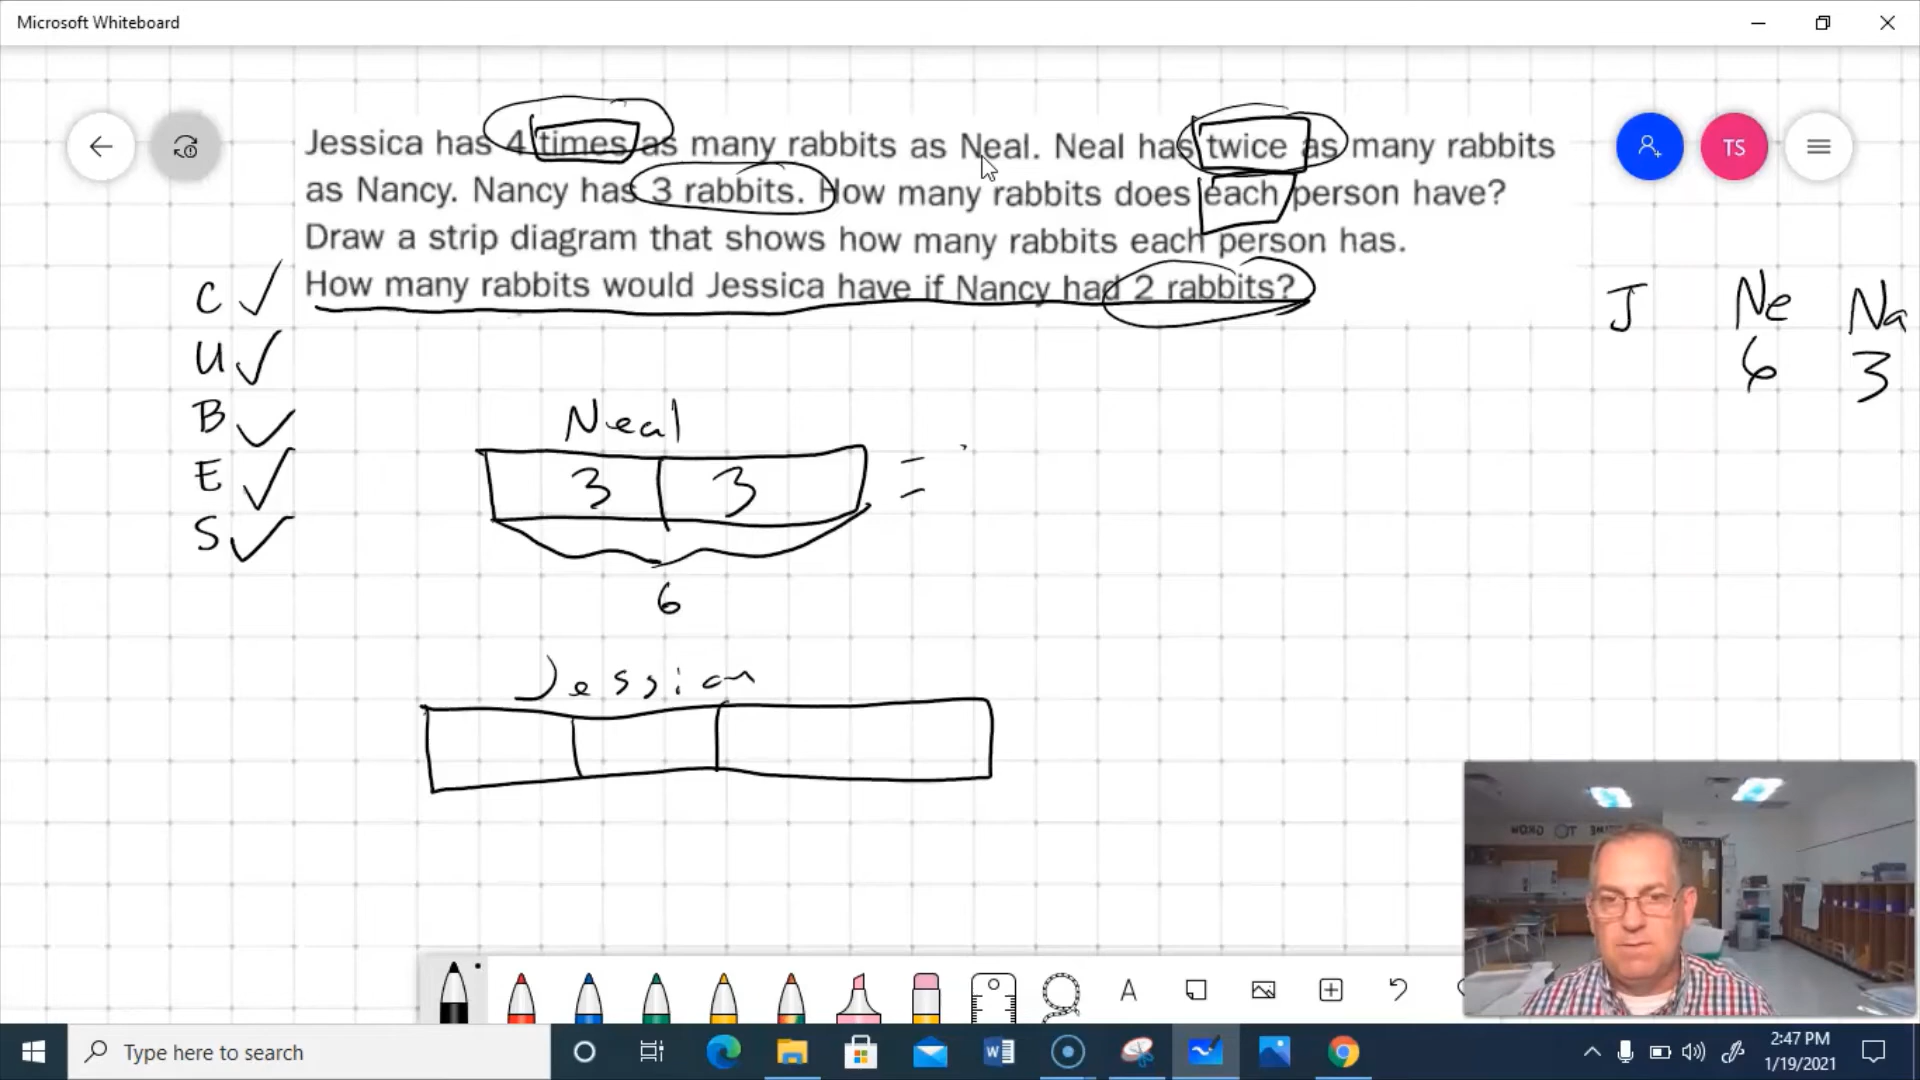 Microsoft Whiteboard
Jessica has 4 times as many rabbits as Neal. Neal has twice as many rabbits
as Nancy. Nancy has 3 rabbits. How many rabbits does each person have?
Draw a strip diagram that shows how many rabbits each person has.
How many rabbits would Jessica have if Nancy had 2 rabbits?
TS
C ✓
U ✓
B ✓
E ✓
S ✓
J Ne Na
6 3
Neal
3 3 =
6
Jessica
A
Type here to search
2:47 PM
1/19/2021